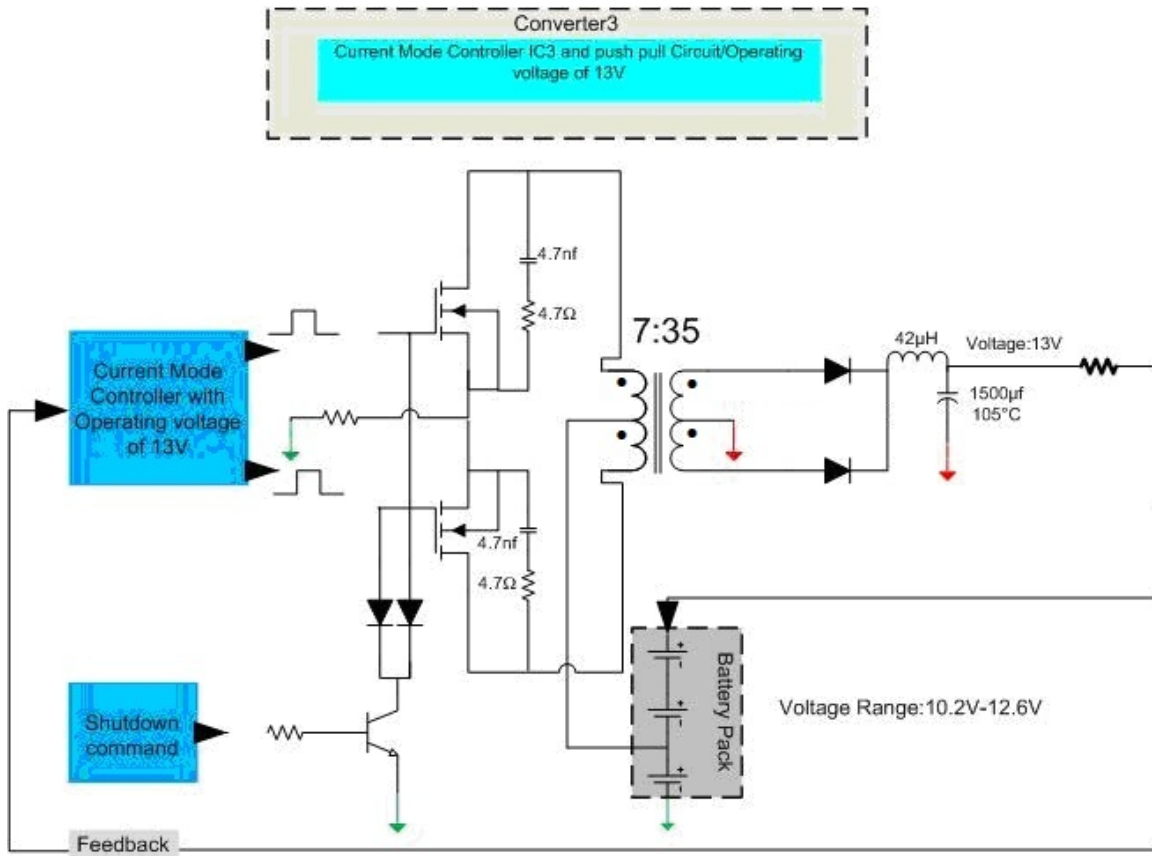 Converter3
Current Mode Controller IC3 and push pull Circuit/Operating
voltage of 13V
4.7nf
4.7Ω
7:35
42µH
Voltage:13V
1500µf
105°C
Current Mode
Controller with
Operating voltage
of 13V
4.7nf
4.7Ω
Battery Pack
Voltage Range:10.2V-12.6V
Shutdown
command
Feedback